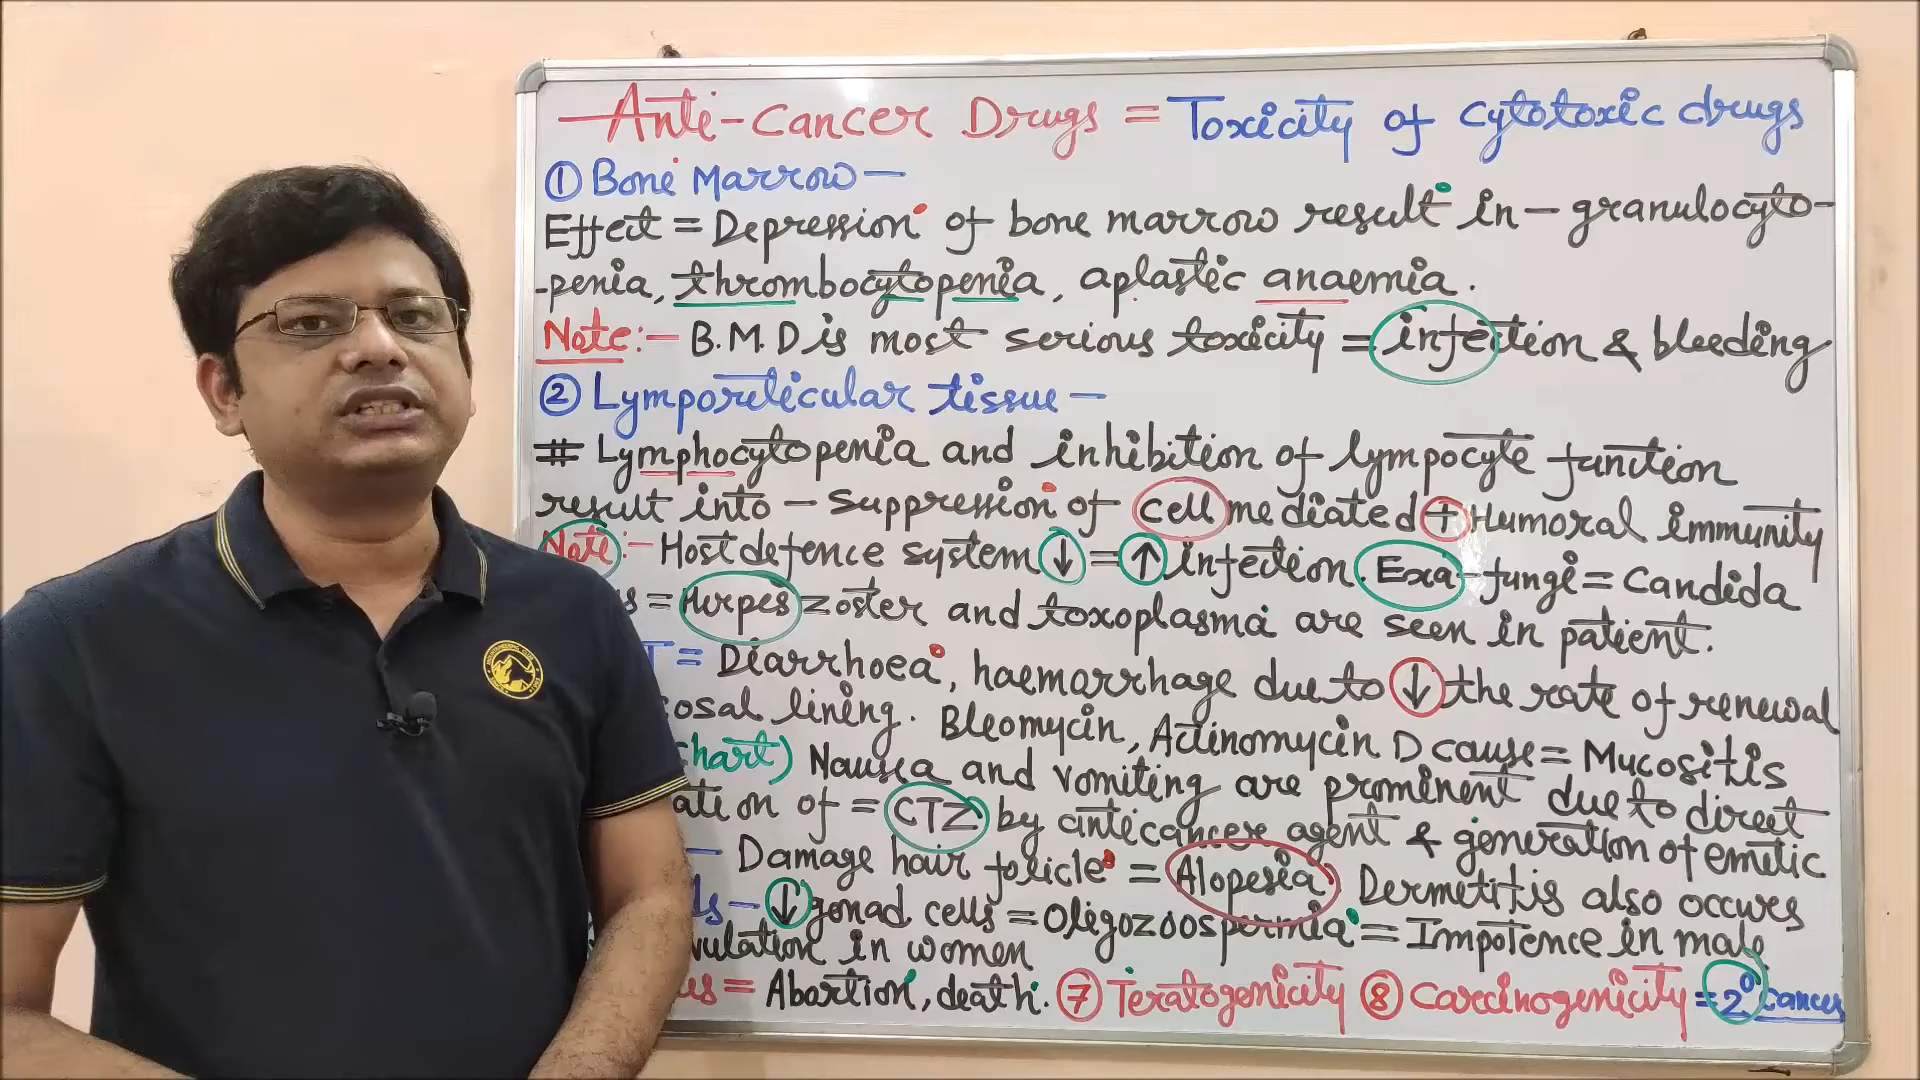 Anti-Cancer Drugs = Toxicity of cytotoxic drugs
① Bone Marrow —
Effect = Depression of bone marrow result in - granulocyto-
-penia, thrombocytopenia, aplastic anaemia.
Note:- B.M.D is most serious toxicity = infection & bleeding
② Lymporeticular tissue —
# Lymphocytopenia and inhibition of lympocyte function
result into - Suppression of cell mediated + Humoral immunity
Note:- Host defence system ↓ = ↑ infection. Exa - fungi = Candida
= Herpes zoster and toxoplasma are seen in patient.
T = Diarrhoea, haemorrhage due to ↓ the rate of renewal
cosal lining. Bleomycin, Actinomycin D cause = Mucositis
chart) Nausea and vomiting are prominent due to direct
ation of = CTZ by anticancer agent & generation of emetic
— Damage hair folicle = Alopesia. Dermetitis also occures
ds - ↓ gonad cells = Oligozoospermia = Impotence in male
vulation in women
us = Abortion, death. ⑦ Teratogenicity ⑧ Carcinogenicity = 2⁰ cancer